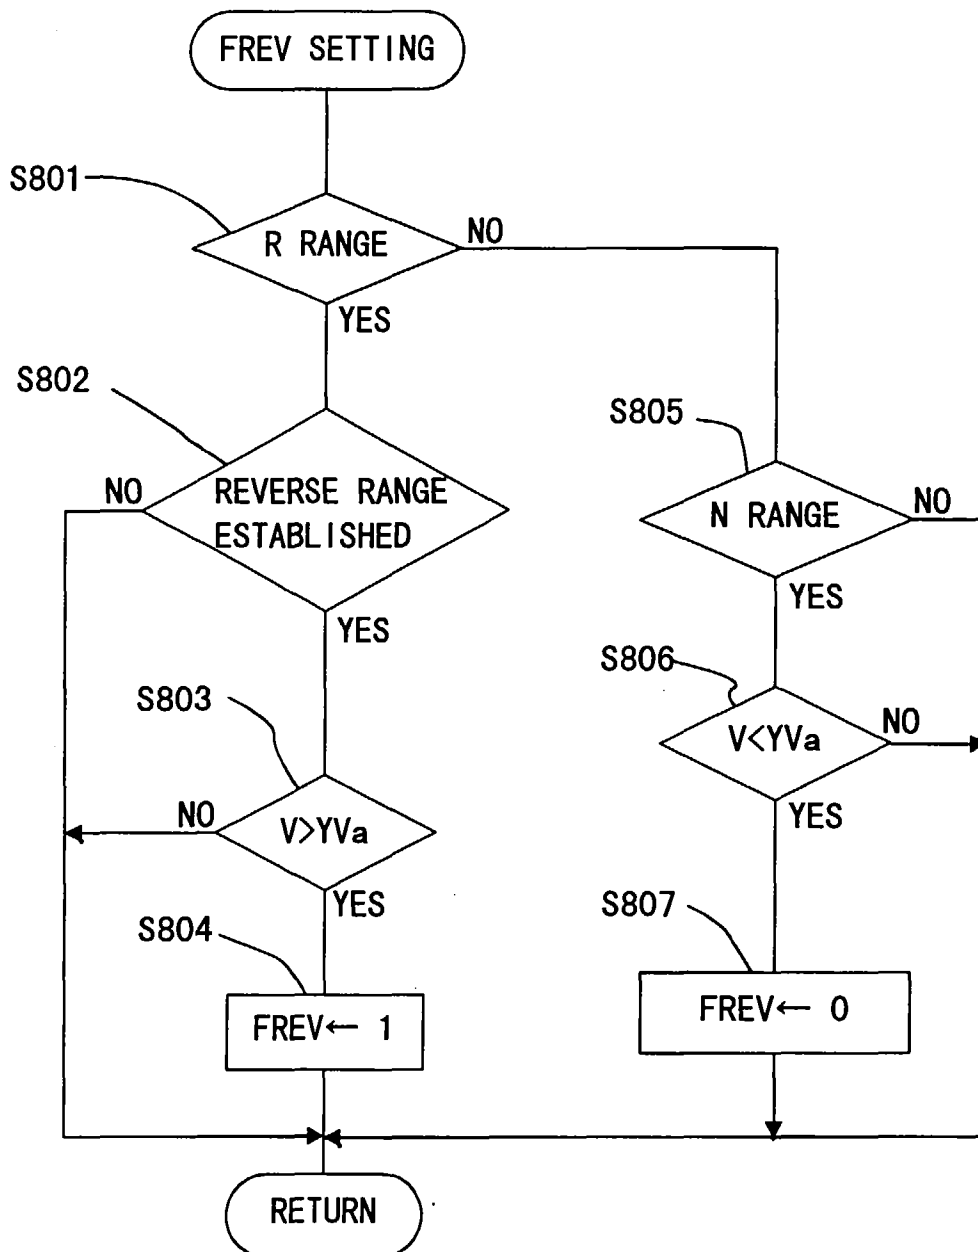 FREV SETTING
S801
R RANGE
NO
YES
S802
NO
REVERSE RANGE
ESTABLISHED
YES
S803
NO
V>YVa
YES
S804
FREV← 1
S805
N RANGE
NO
YES
S806
V<YVa
NO
YES
S807
FREV← 0
RETURN